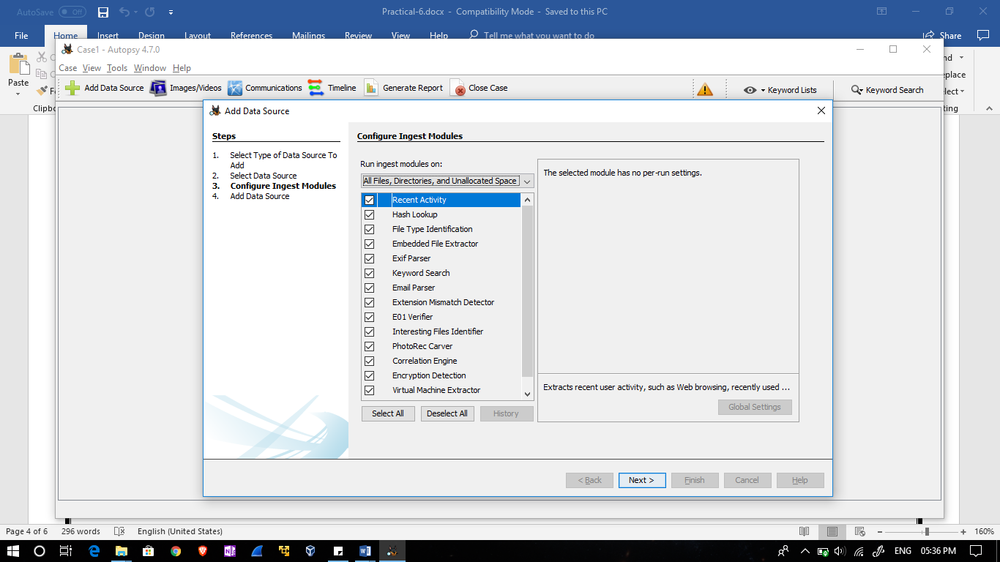 AutoSave Off
Practical-6.docx - Compatibility Mode - Saved to this PC
File Home Insert Design Layout References Mailings Review View Help Tell me what you want to do Share
Case1 - Autopsy 4.7.0
Case View Tools Window Help
Paste
Add Data Source Images/Videos Communications Timeline Generate Report Close Case Keyword Lists Keyword Search
Add Data Source
Steps
1. Select Type of Data Source To
Add
2. Select Data Source
3. Configure Ingest Modules
4. Add Data Source
Configure Ingest Modules
Run ingest modules on:
All Files, Directories, and Unallocated Space
Recent Activity
Hash Lookup
File Type Identification
Embedded File Extractor
Exif Parser
Keyword Search
Email Parser
Extension Mismatch Detector
E01 Verifier
Interesting Files Identifier
PhotoRec Carver
Correlation Engine
Encryption Detection
Virtual Machine Extractor
Select All Deselect All History
The selected module has no per-run settings.
Extracts recent user activity, such as Web browsing, recently used ...
Global Settings
< Back Next > Finish Cancel Help
Page 4 of 6 296 words English (United States) 160%
ENG 05:36 PM